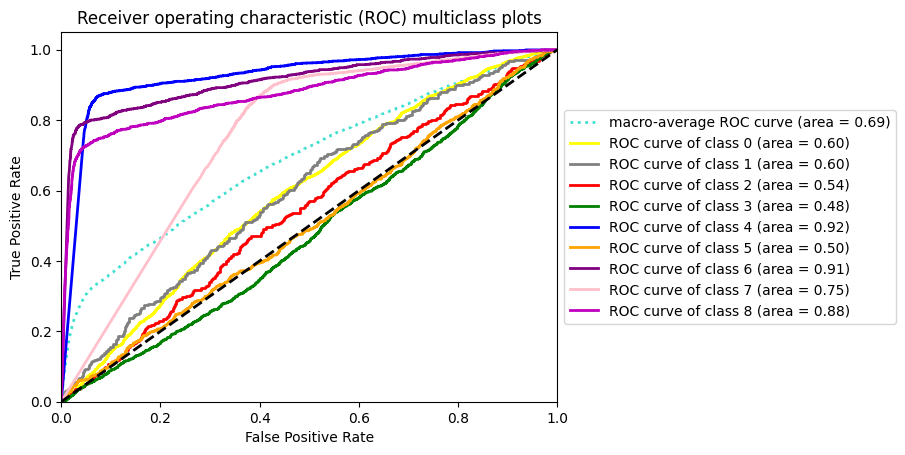 Receiver operating characteristic (ROC) multiclass plots
1.0
0.8
0.6
0.4
0.2
0.0
True Positive Rate
0.0 0.2 0.4 0.6 0.8 1.0
False Positive Rate
macro-average ROC curve (area = 0.69)
ROC curve of class 0 (area = 0.60)
ROC curve of class 1 (area = 0.60)
ROC curve of class 2 (area = 0.54)
ROC curve of class 3 (area = 0.48)
ROC curve of class 4 (area = 0.92)
ROC curve of class 5 (area = 0.50)
ROC curve of class 6 (area = 0.91)
ROC curve of class 7 (area = 0.75)
ROC curve of class 8 (area = 0.88)